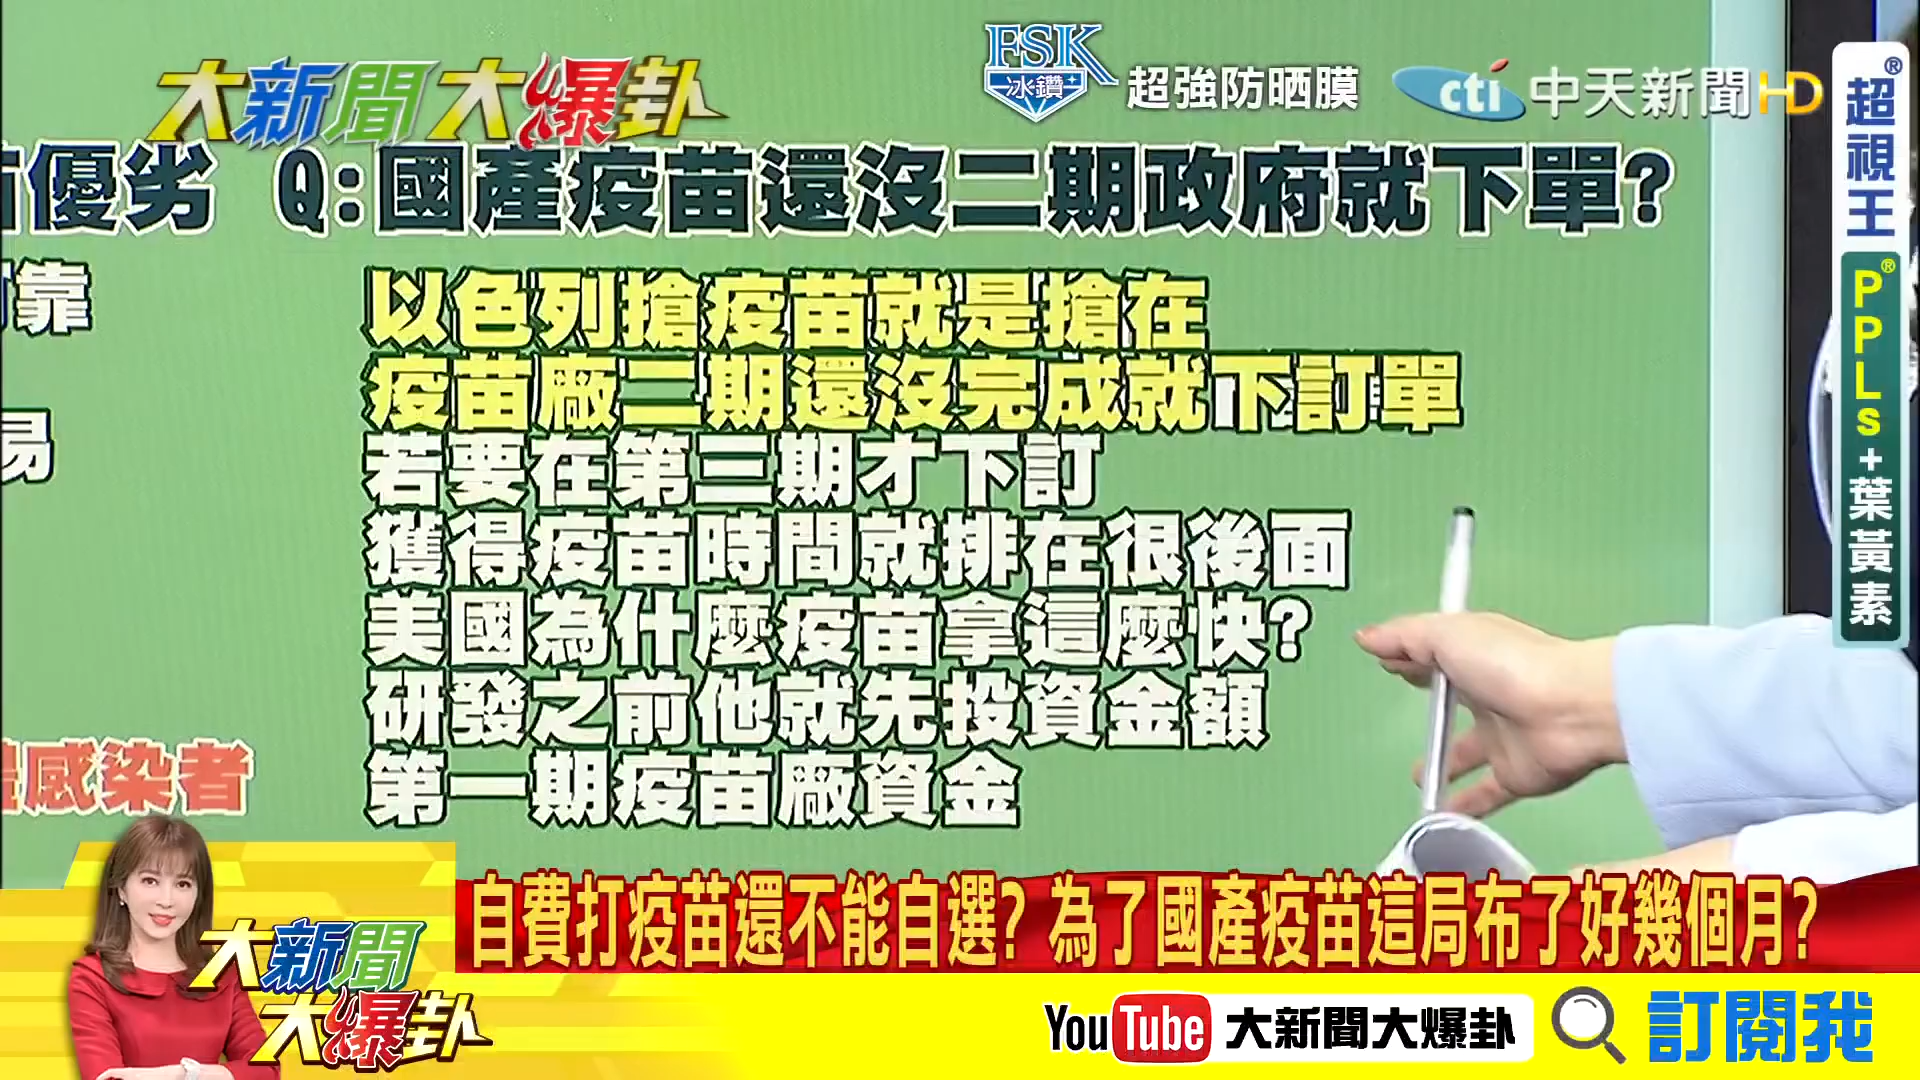 大新聞大爆卦
FSK
冰鑽
超強防晒膜
cti 中天新聞HD
超視王®
PPLs®+葉黃素
優劣
Q:國產疫苗還沒二期政府就下單?
靠
易
感染者
以色列搶疫苗就是搶在
疫苗廠二期還沒完成就下訂單
若要在第三期才下訂
獲得疫苗時間就排在很後面
美國為什麼疫苗拿這麼快?
研發之前他就先投資金額
第一期疫苗廠資金
自費打疫苗還不能自選? 為了國產疫苗這局布了好幾個月?
大新聞
大爆卦
YouTube 大新聞大爆卦
訂閱我